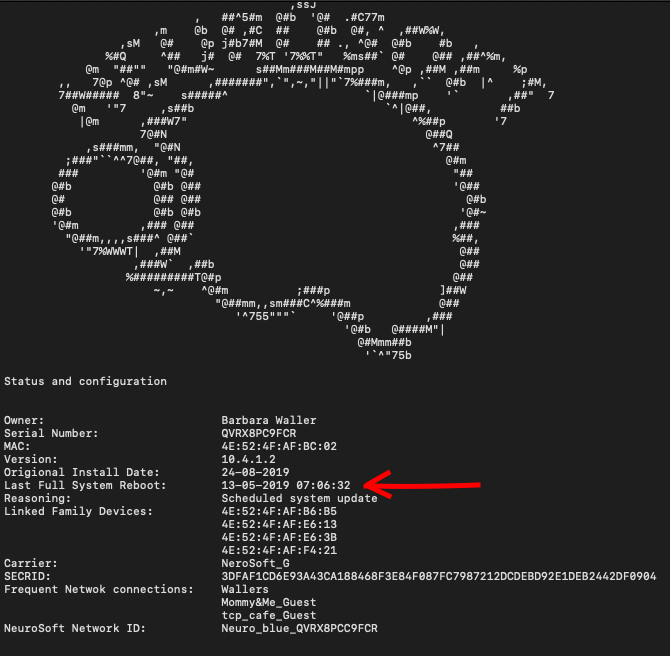 Status and configuration
Owner: Barbara Waller
Serial Number: QVRX8PC9FCR
MAC: 4E:52:4F:AF:BC:02
Version: 10.4.1.2
Origional Install Date: 24-08-2019
Last Full System Reboot: 13-05-2019 07:06:32
Reasoning: Scheduled system update
Linked Family Devices: 4E:52:4F:AF:B6:B5
4E:52:4F:AF:E6:13
4E:52:4F:AF:E6:3B
4E:52:4F:AF:F4:21
Carrier: NeroSoft_G
SECRID: 3DFAF1CD6E93A43CA188468F3E84F087FC7987212DCDEBD92E1DEB2442DF0904
Frequent Netwok connections: Wallers
Mommy&Me_Guest
tcp_cafe_Guest
NeuroSoft Network ID: Neuro_blue_QVRX8PCC9FCR